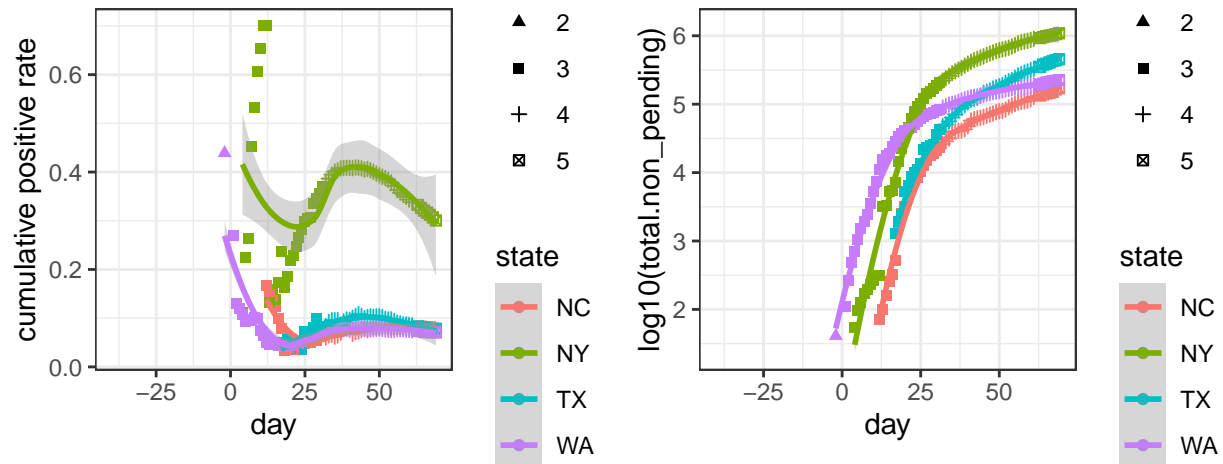 cumulative positive rate
0.6
0.4
0.2
0.0
−25
0
25
50
day
2
3
4
5
state
NC
NY
TX
WA
log10(total.non_pending)
6
5
4
3
2
−25
0
25
50
day
2
3
4
5
state
NC
NY
TX
WA